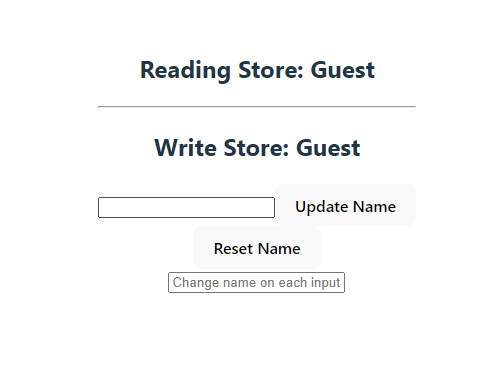 Reading Store: Guest
Write Store: Guest
Update Name
Reset Name
Change name on each input